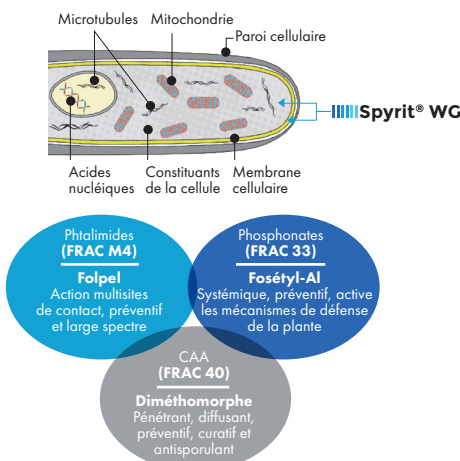 Microtubules Mitochondrie
Paroi cellulaire
Spyrit® WG
Acides
nucléiques
Constituants
de la cellule
Membrane
cellulaire
Phtalimides
(FRAC M4)
Folpel
Action multisites
de contact, préventif
et large spectre
Phosphonates
(FRAC 33)
Fosétyl-Al
Systémique, préventif, active
les mécanismes de défense
de la plante
CAA
(FRAC 40)
Diméthomorphe
Pénétrant, diffusant,
préventif, curatif et
antisporulant